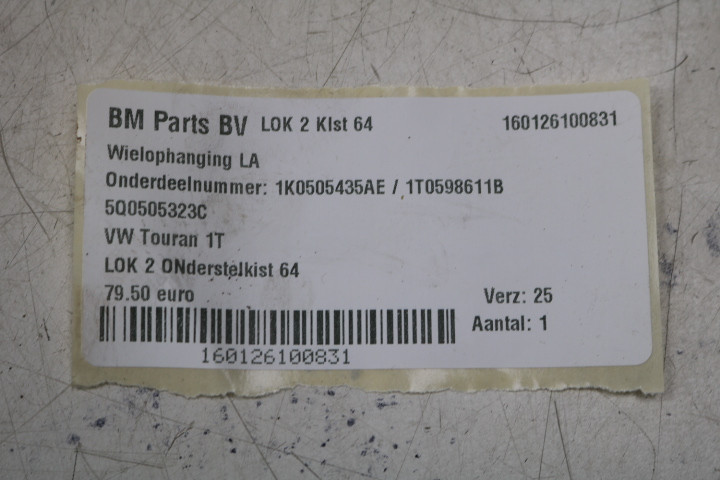 BM Parts BV LOK 2 KIst 64 160126100831
Wielophanging LA
Onderdeelnummer: 1K0505435AE / 1T0598611B
5Q0505323C
VW Touran 1T
LOK 2 ONderstelkist 64
79.50 euro Verz: 25
Aantal: 1
160126100831